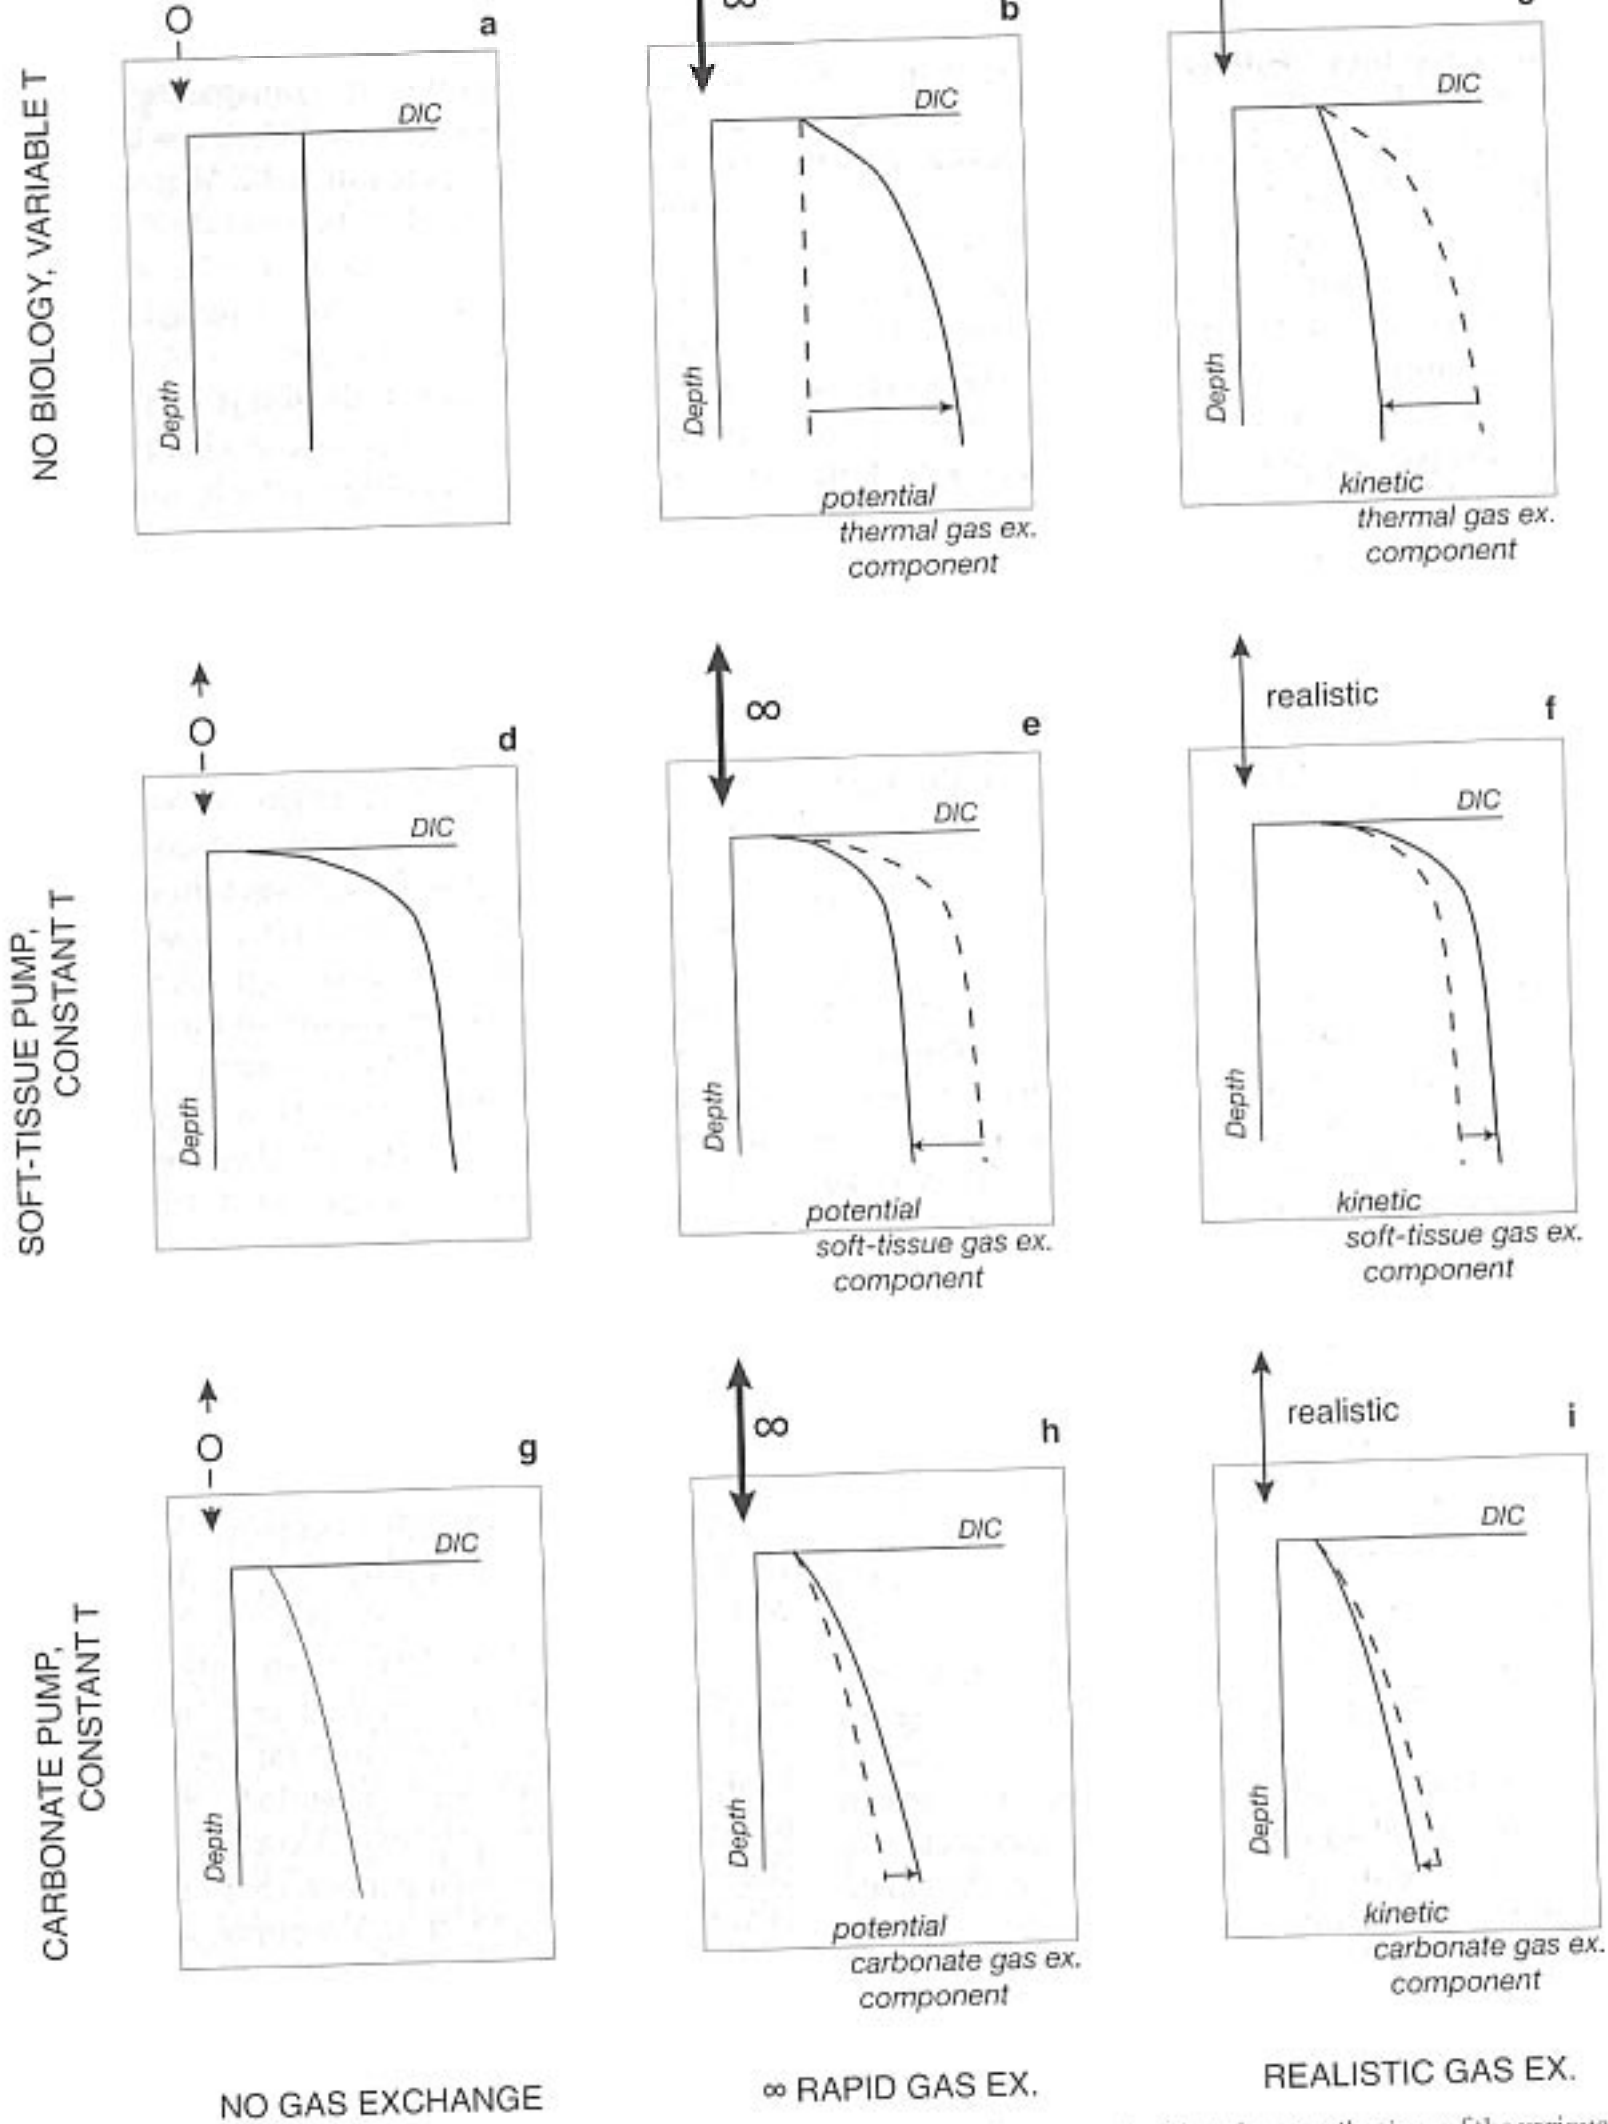 O
a
∞
b
NO BIOLOGY, VARIABLE T
DIC
Depth
DIC
Depth
potential
thermal gas ex.
component
DIC
Depth
kinetic
thermal gas ex.
component
O
d
∞
e
realistic
f
SOFT-TISSUE PUMP,
CONSTANT T
DIC
Depth
DIC
Depth
potential
soft-tissue gas ex.
component
DIC
Depth
kinetic
soft-tissue gas ex.
component
O
g
∞
h
realistic
i
CARBONATE PUMP,
CONSTANT T
DIC
Depth
DIC
Depth
potential
carbonate gas ex.
component
DIC
Depth
kinetic
carbonate gas ex.
component
NO GAS EXCHANGE
∞ RAPID GAS EX.
REALISTIC GAS EX.